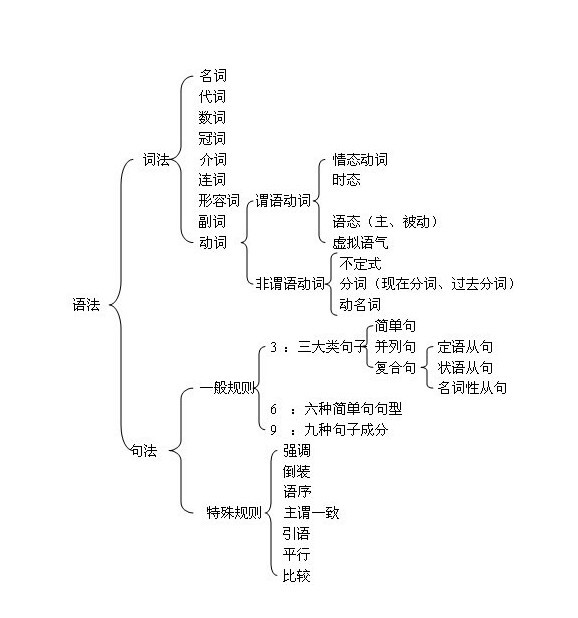 名词
代词
数词
冠词
词法 介词 情态动词
连词 时态
形容词 谓语动词
副词 语态（主、被动）
动词 虚拟语气
不定式
非谓语动词 分词（现在分词、过去分词）
语法 动名词
简单句
3 ：三大类句子 并列句 定语从句
复合句 状语从句
一般规则 名词性从句
6 ：六种简单句句型
9 ：九种句子成分
句法 强调
倒装
语序
特殊规则 主谓一致
引语
平行
比较